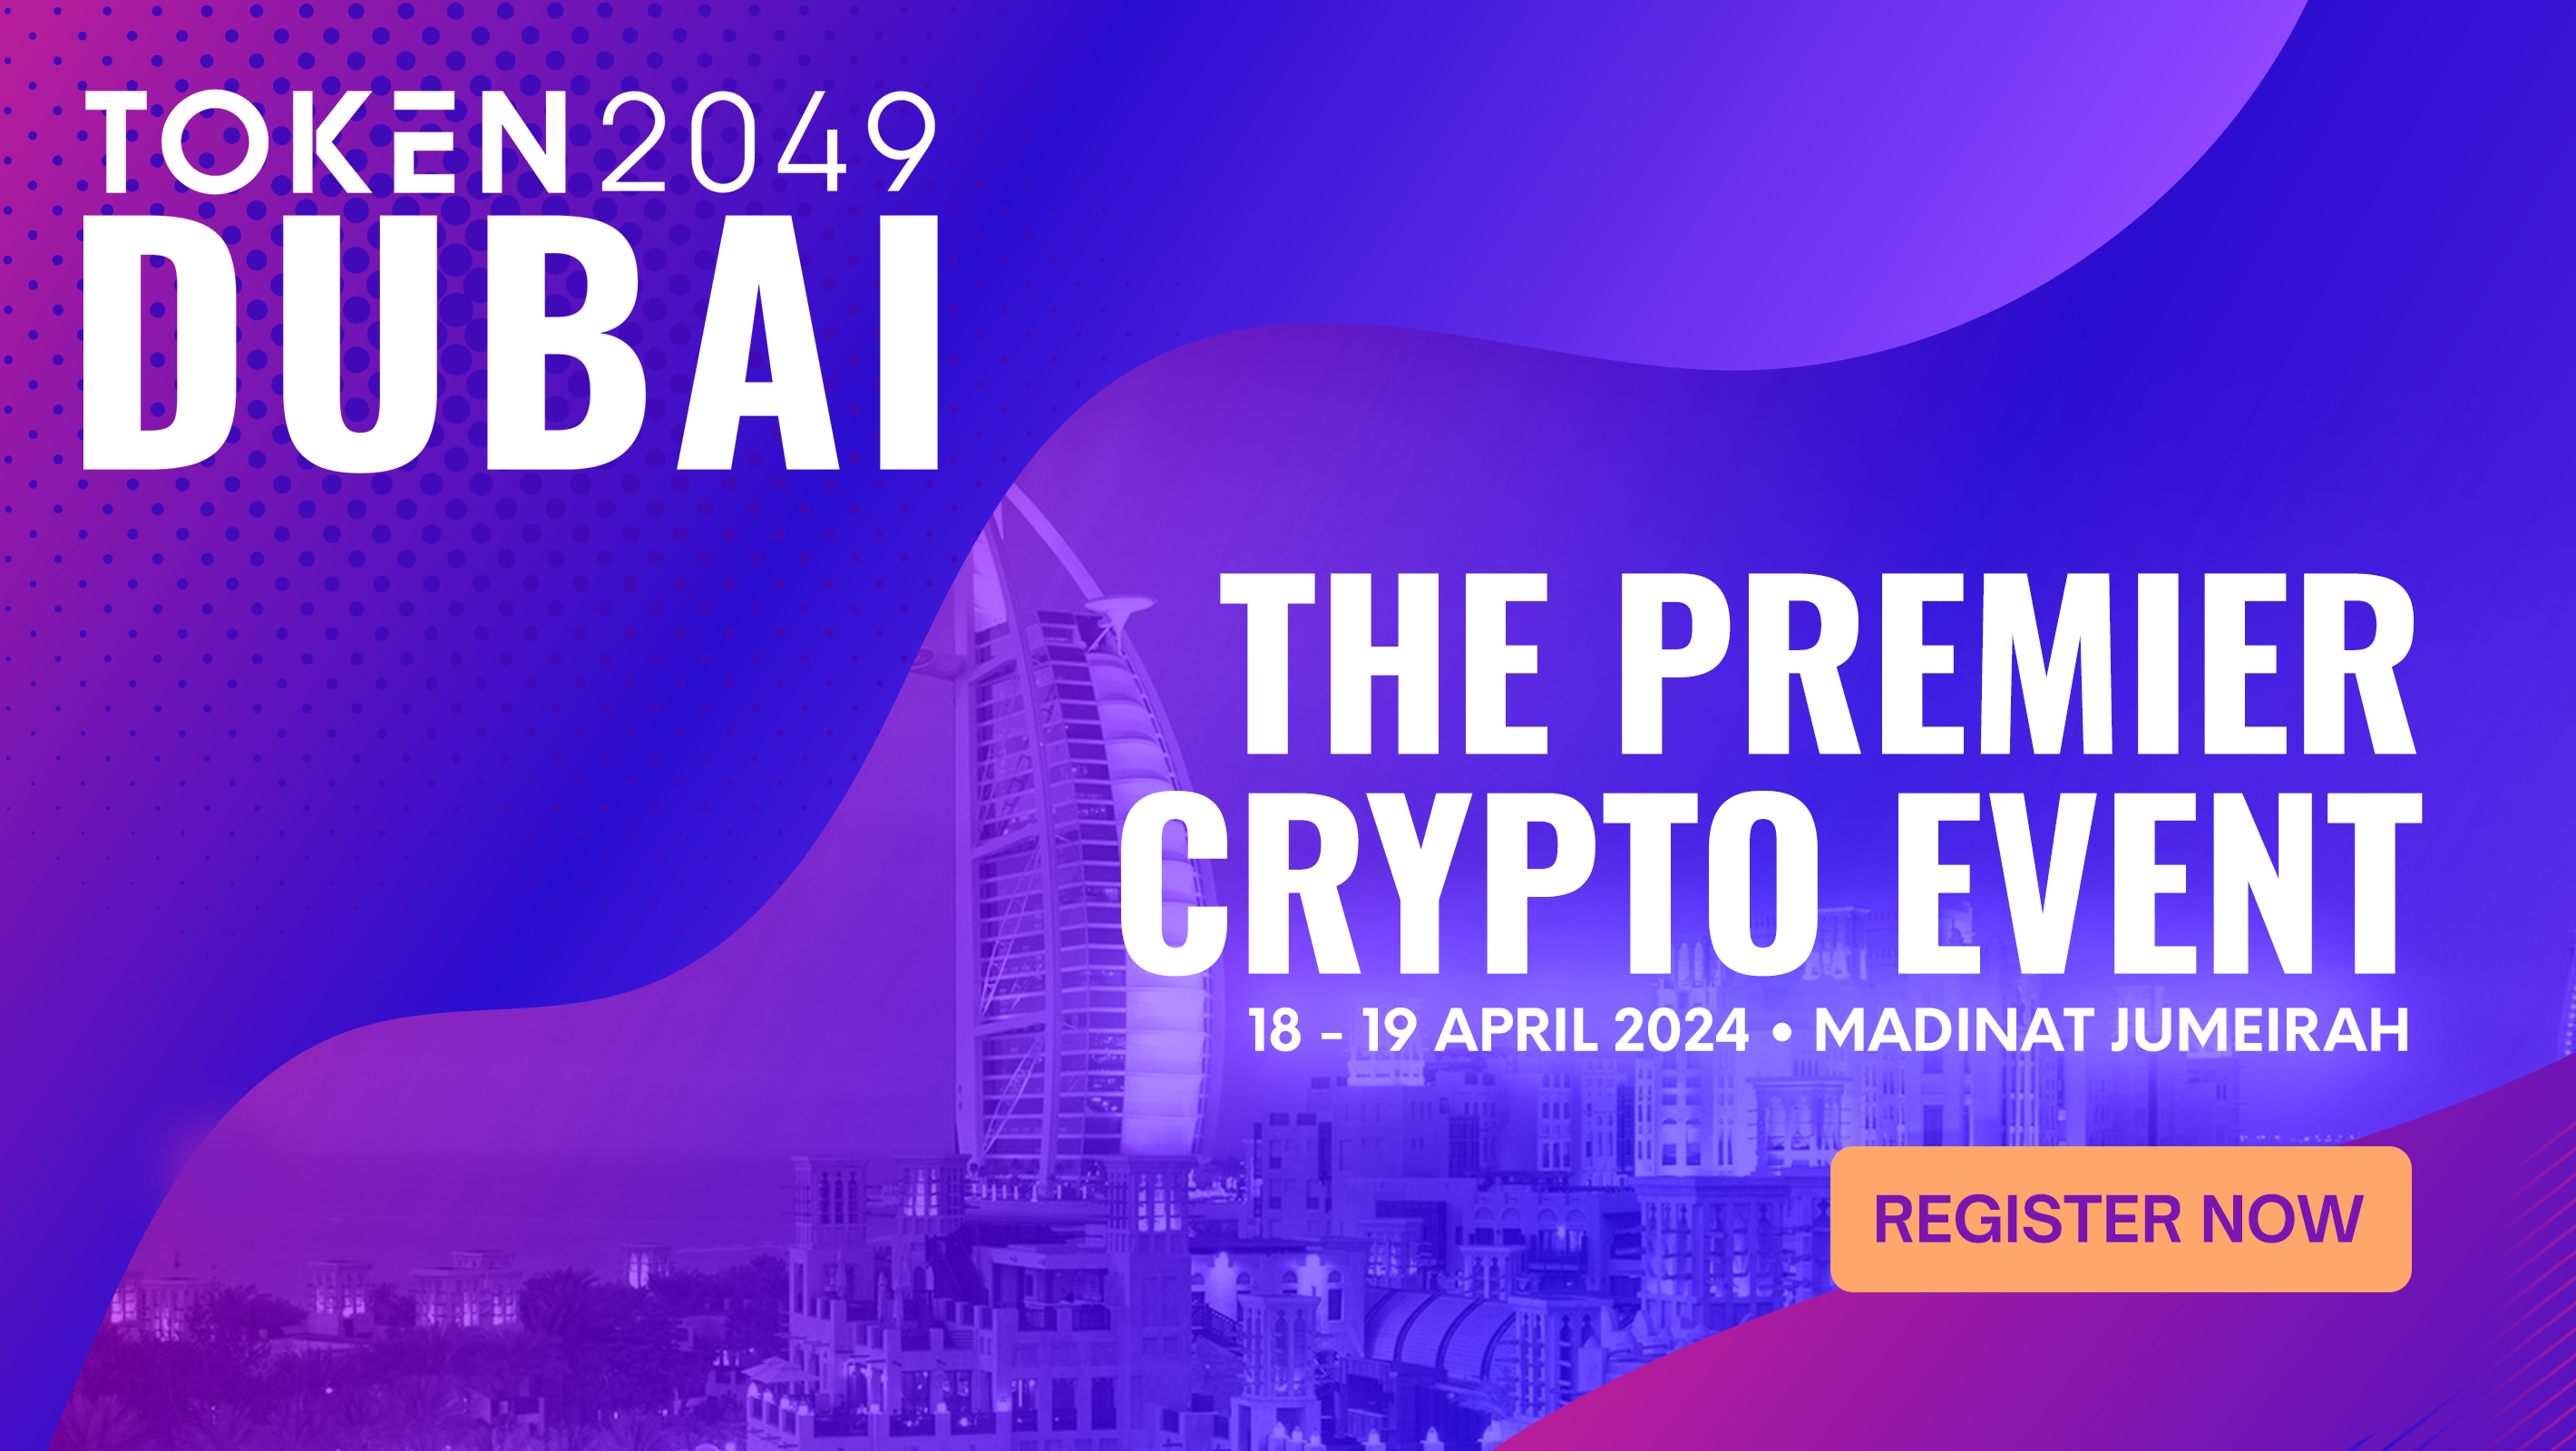 TOKEN2049
DUBAI
THE PREMIER
CRYPTO EVENT
18 - 19 APRIL 2024 • MADINAT JUMEIRAH
REGISTER NOW